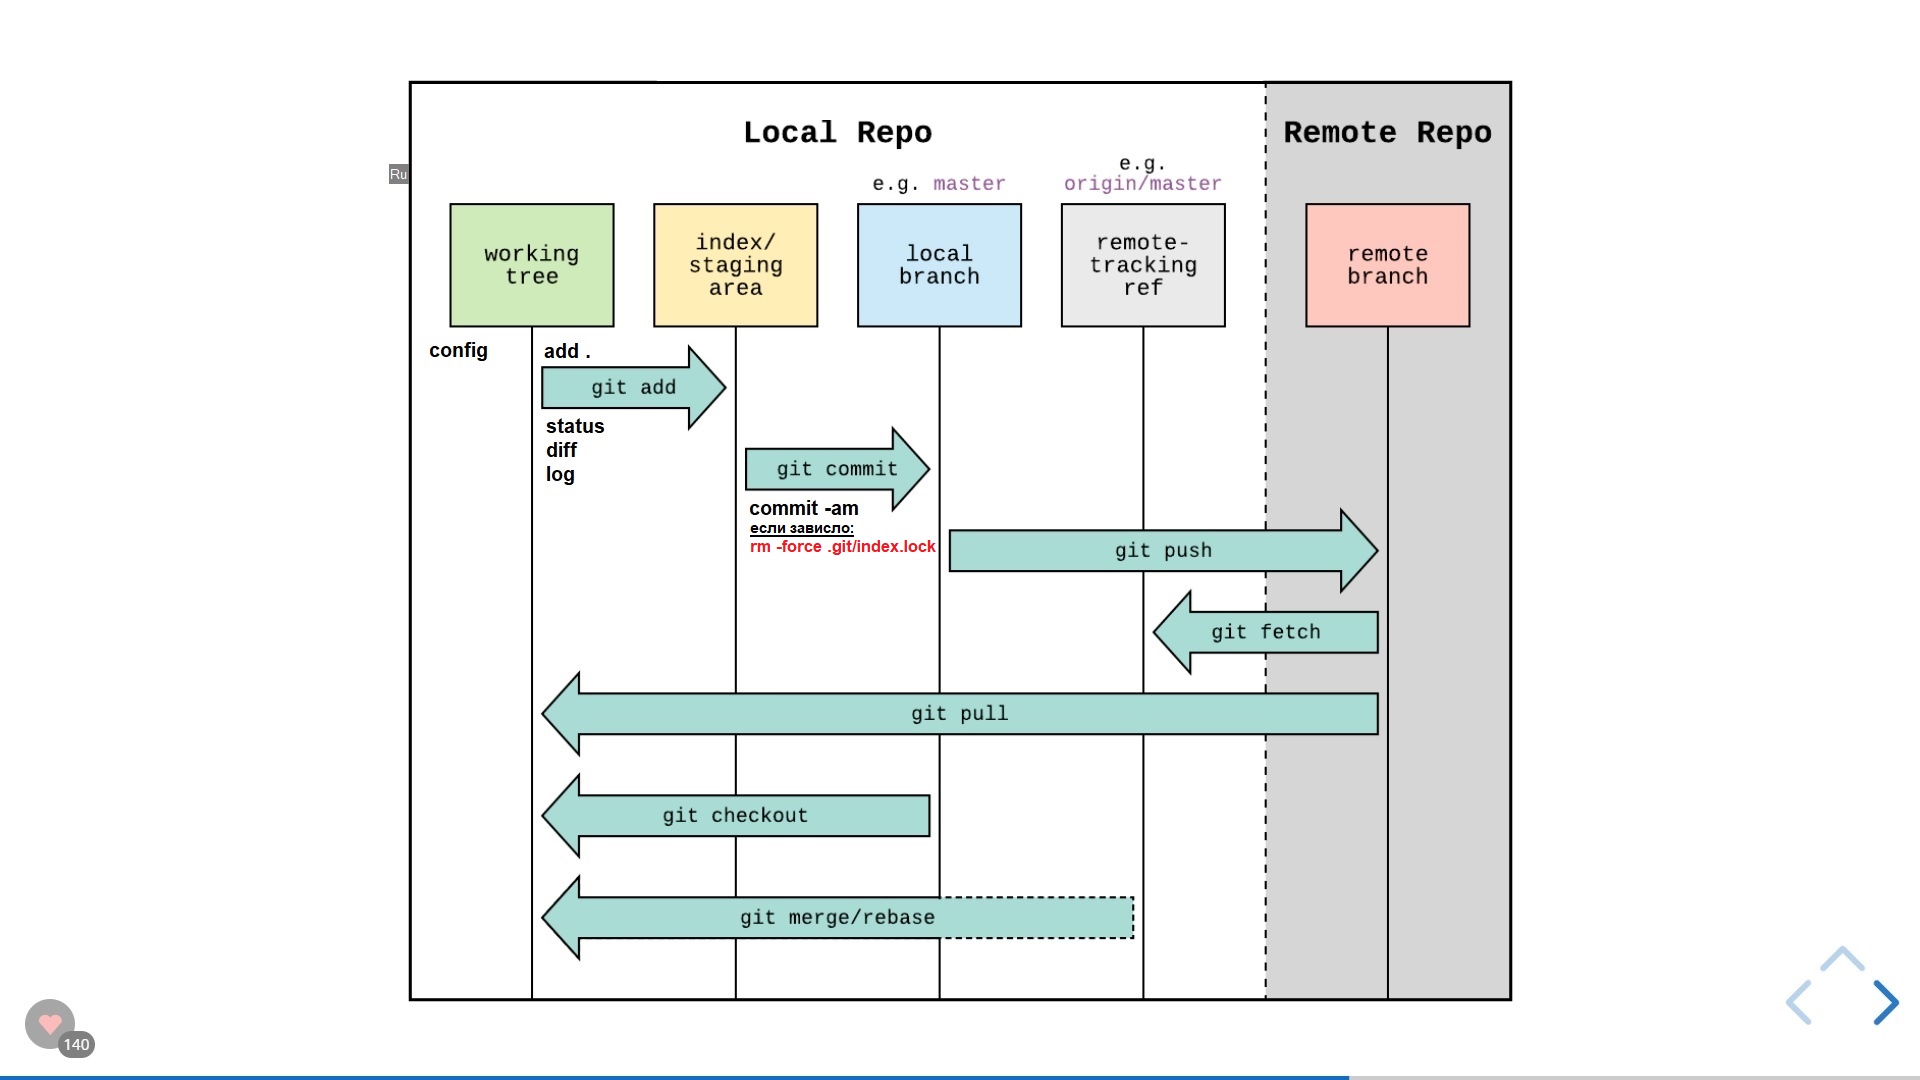 Local Repo
Remote Repo
e.g.
e.g. master
origin/master
Ru
working
tree
index/
staging
area
local
branch
remote-
tracking
ref
remote
branch
config
add .
git add
status
diff
log
git commit
commit -am
если зависло:
rm -force .git/index.lock
git push
git fetch
git pull
git checkout
git merge/rebase
140